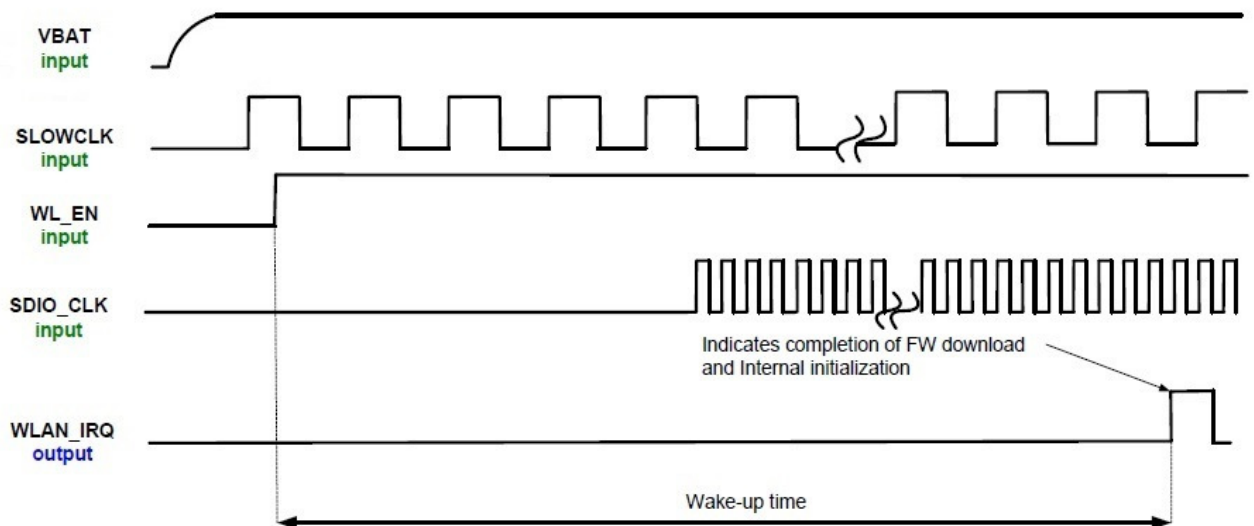 VBAT
input
SLOWCLK
input
WL_EN
input
SDIO_CLK
input
Indicates completion of FW download
and Internal initialization
WLAN_IRQ
output
Wake-up time